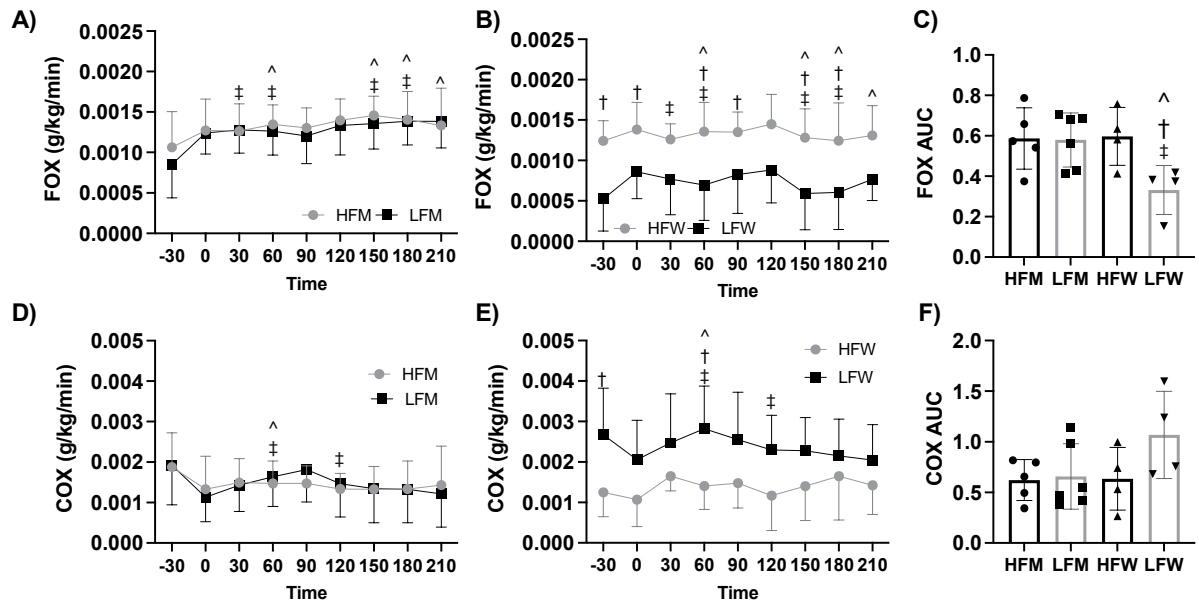 A)
FOX (g/kg/min)
0.0025
0.0020
0.0015
0.0010
0.0005
0.0000
‡ ^ ‡ ^ ‡ ^ ‡ ^
HFM LFM
-30 0 30 60 90 120 150 180 210
Time
B)
FOX (g/kg/min)
0.0025
0.0020
0.0015
0.0010
0.0005
0.0000
† † ‡ ^ † ‡ † ^ † ‡ ^ † ‡ ^
HFW LFW
-30 0 30 60 90 120 150 180 210
Time
C)
FOX AUC
1.0
0.8
0.6
0.4
0.2
0.0
^
†
‡
HFM LFM HFW LFW
D)
COX (g/kg/min)
0.005
0.004
0.003
0.002
0.001
0.000
HFM
LFM
^
‡ ‡
-30 0 30 60 90 120 150 180 210
Time
E)
COX (g/kg/min)
0.005
0.004
0.003
0.002
0.001
0.000
HFW
LFW
† ^ † ‡ ‡
-30 0 30 60 90 120 150 180 210
Time
F)
COX AUC
2.0
1.5
1.0
0.5
0.0
HFM LFM HFW LFW